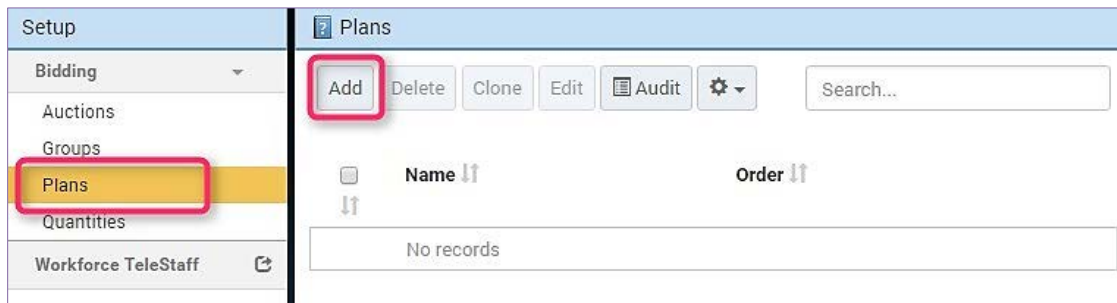 Setup
Bidding
Auctions
Groups
Plans
Quantities
Workforce TeleStaff
Plans
Add Delete Clone Edit Audit Search...
Name Order
No records